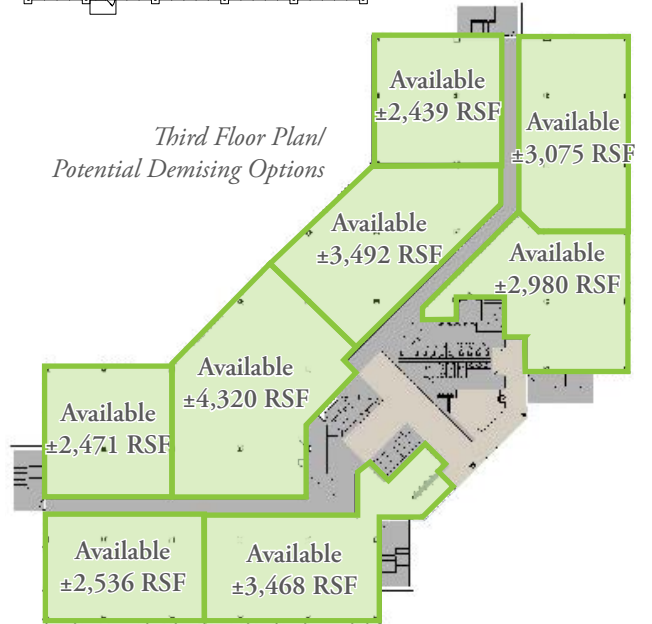 Third Floor Plan/
Potential Demising Options
Available
±2,439 RSF
Available
±3,075 RSF
Available
±3,492 RSF
Available
±2,980 RSF
Available
±4,320 RSF
Available
±2,471 RSF
Available
±2,536 RSF
Available
±3,468 RSF